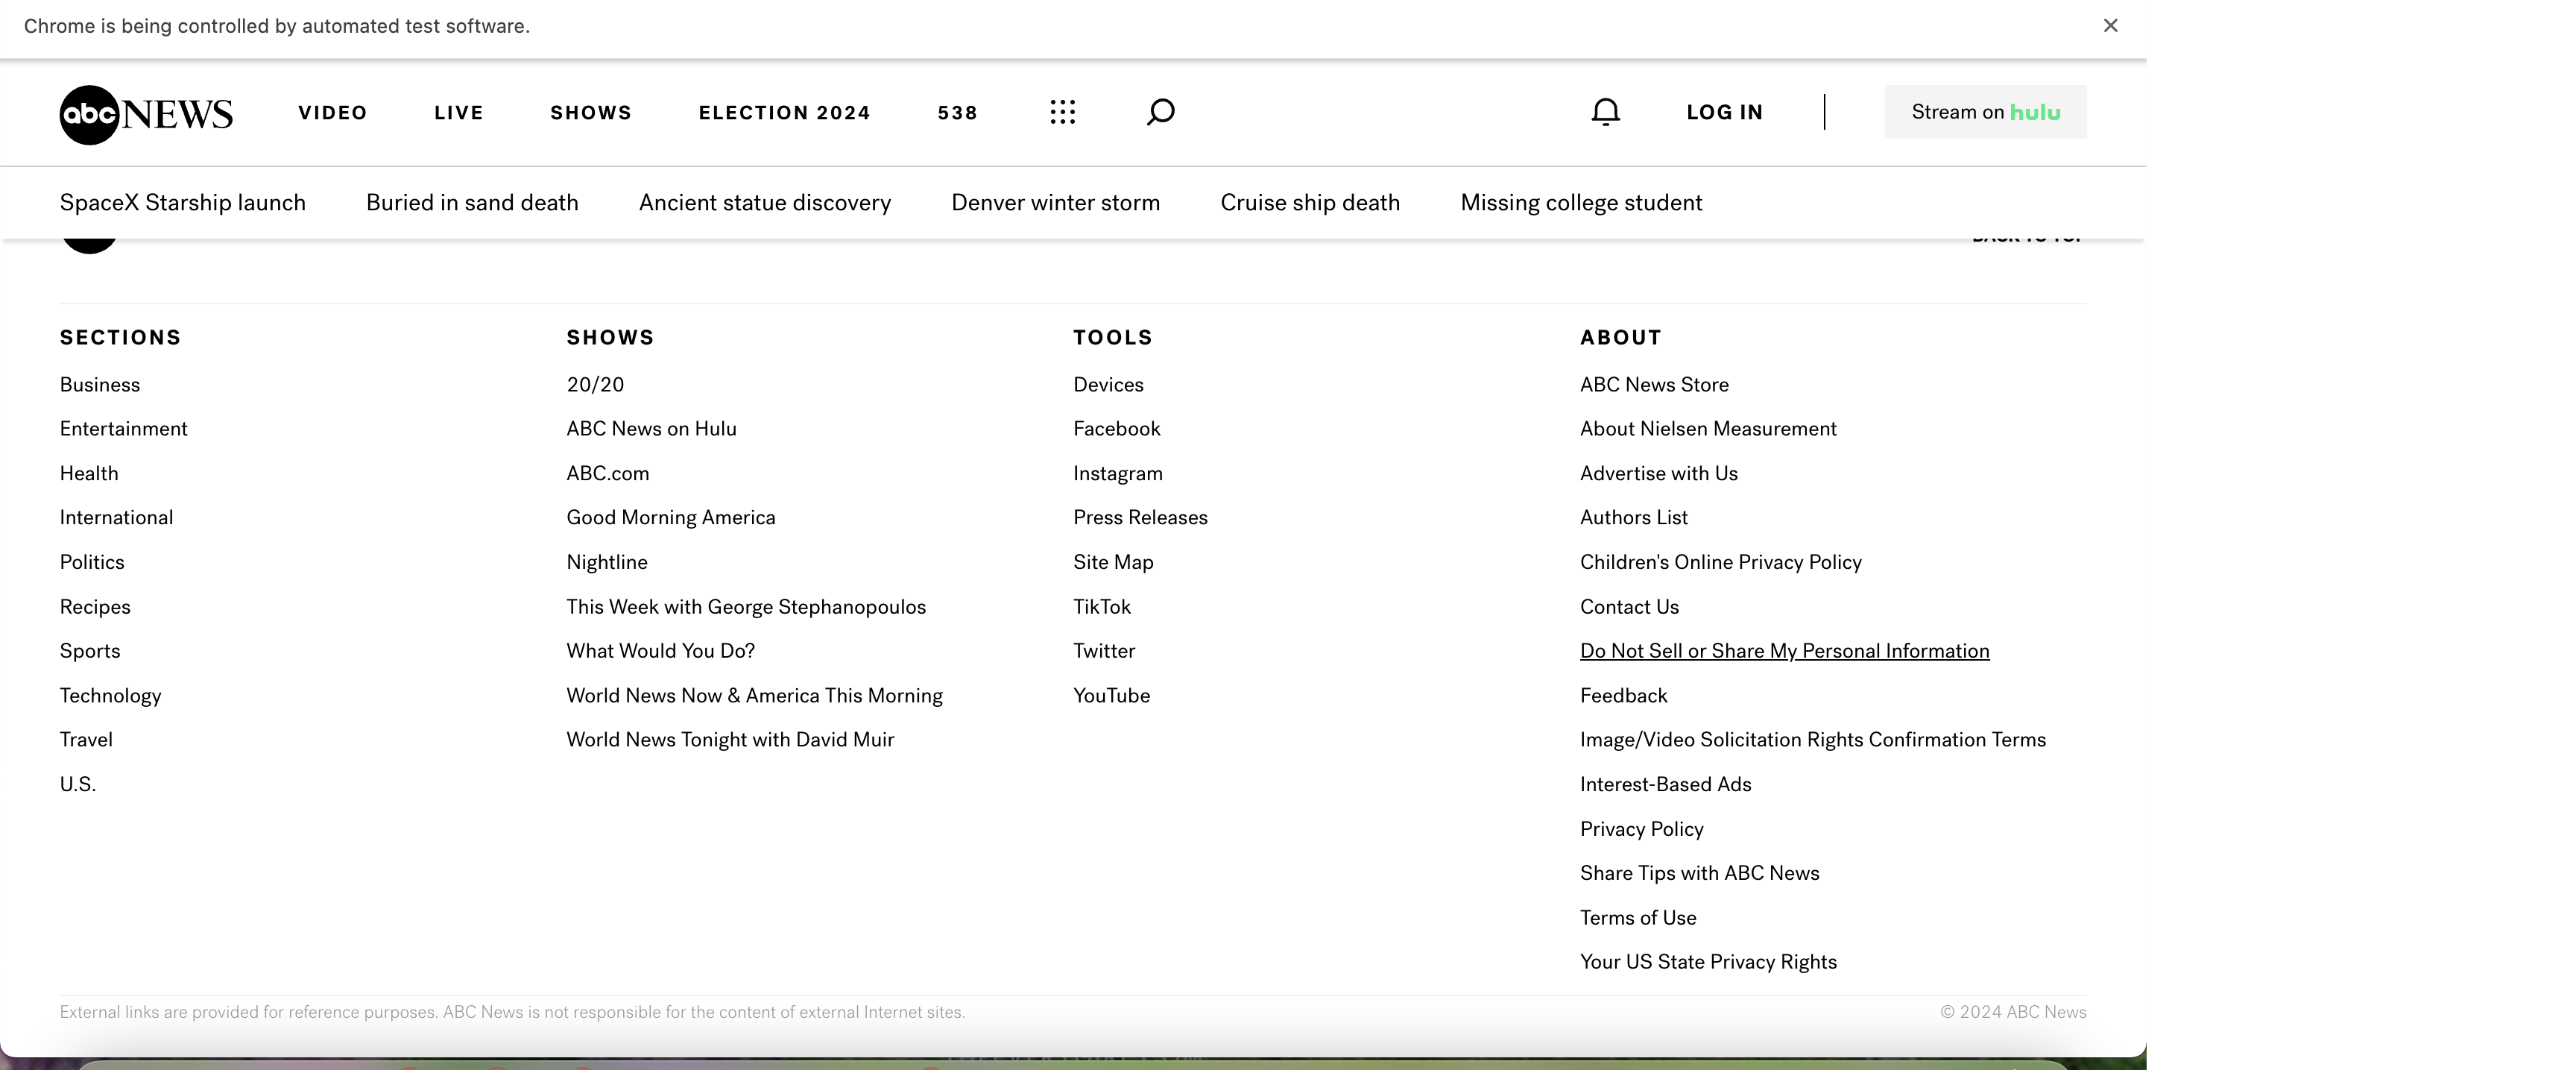 Chrome is being controlled by automated test software.
abc NEWS VIDEO LIVE SHOWS ELECTION 2024 538 LOG IN Stream on hulu
SpaceX Starship launch Buried in sand death Ancient statue discovery Denver winter storm Cruise ship death Missing college student
BACK TO TOP
SECTIONS
Business
Entertainment
Health
International
Politics
Recipes
Sports
Technology
Travel
U.S.
SHOWS
20/20
ABC News on Hulu
ABC.com
Good Morning America
Nightline
This Week with George Stephanopoulos
What Would You Do?
World News Now & America This Morning
World News Tonight with David Muir
TOOLS
Devices
Facebook
Instagram
Press Releases
Site Map
TikTok
Twitter
YouTube
ABOUT
ABC News Store
About Nielsen Measurement
Advertise with Us
Authors List
Children's Online Privacy Policy
Contact Us
Do Not Sell or Share My Personal Information
Feedback
Image/Video Solicitation Rights Confirmation Terms
Interest-Based Ads
Privacy Policy
Share Tips with ABC News
Terms of Use
Your US State Privacy Rights
External links are provided for reference purposes. ABC News is not responsible for the content of external Internet sites.
© 2024 ABC News